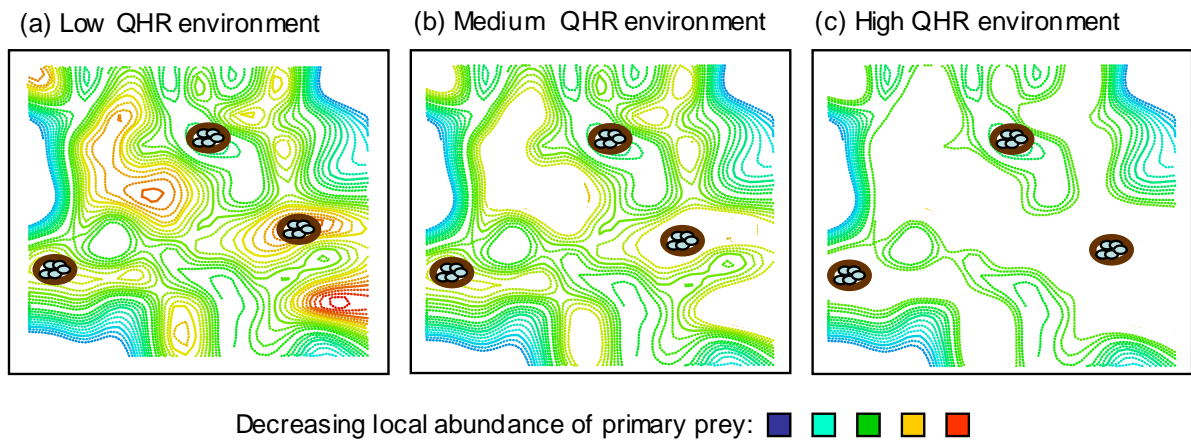 (a) Low QHR environment
(b) Medium QHR environment
(c) High QHR environment
Decreasing local abundance of primary prey: